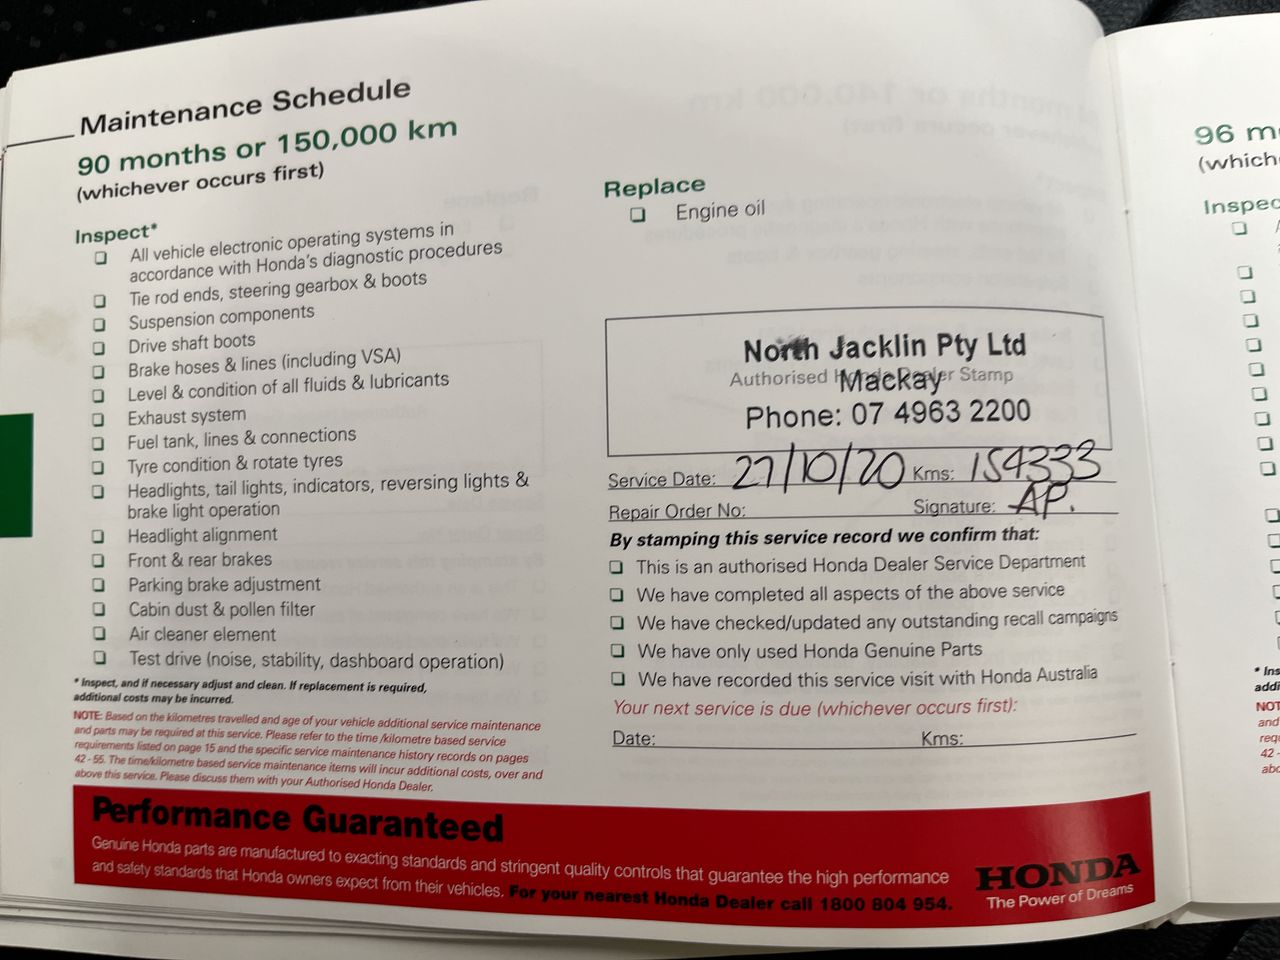 Maintenance Schedule
90 months or 150,000 km
(whichever occurs first)
Inspect*
❏ All vehicle electronic operating systems in
accordance with Honda's diagnostic procedures
❏ Tie rod ends, steering gearbox & boots
❏ Suspension components
❏ Drive shaft boots
❏ Brake hoses & lines (including VSA)
❏ Level & condition of all fluids & lubricants
❏ Exhaust system
❏ Fuel tank, lines & connections
❏ Tyre condition & rotate tyres
❏ Headlights, tail lights, indicators, reversing lights &
brake light operation
❏ Headlight alignment
❏ Front & rear brakes
❏ Parking brake adjustment
❏ Cabin dust & pollen filter
❏ Air cleaner element
❏ Test drive (noise, stability, dashboard operation)
* Inspect, and if necessary adjust and clean. If replacement is required,
additional costs may be incurred.
NOTE: Based on the kilometres travelled and age of your vehicle additional service maintenance
and parts may be required at this service. Please refer to the time /kilometre based service
requirements listed on page 15 and the specific service maintenance history records on pages
42 - 55. The time/kilometre based service maintenance items will incur additional costs, over and
above this service. Please discuss them with your Authorised Honda Dealer.
Replace
❏ Engine oil
North Jacklin Pty Ltd
Authorised Honda Dealer Stamp
Mackay
Phone: 07 4963 2200
Service Date: 27/10/20 Kms: 154333
Repair Order No: Signature: AP.
By stamping this service record we confirm that:
❏ This is an authorised Honda Dealer Service Department
❏ We have completed all aspects of the above service
❏ We have checked/updated any outstanding recall campaigns
❏ We have only used Honda Genuine Parts
❏ We have recorded this service visit with Honda Australia
Your next service is due (whichever occurs first):
Date: Kms:
Performance Guaranteed
Genuine Honda parts are manufactured to exacting standards and stringent quality controls that guarantee the high performance
and safety standards that Honda owners expect from their vehicles. For your nearest Honda Dealer call 1800 804 954.
HONDA
The Power of Dreams
96 m
(which
Inspec
* Ins
addi
NOT
and
requ
42 -
abo